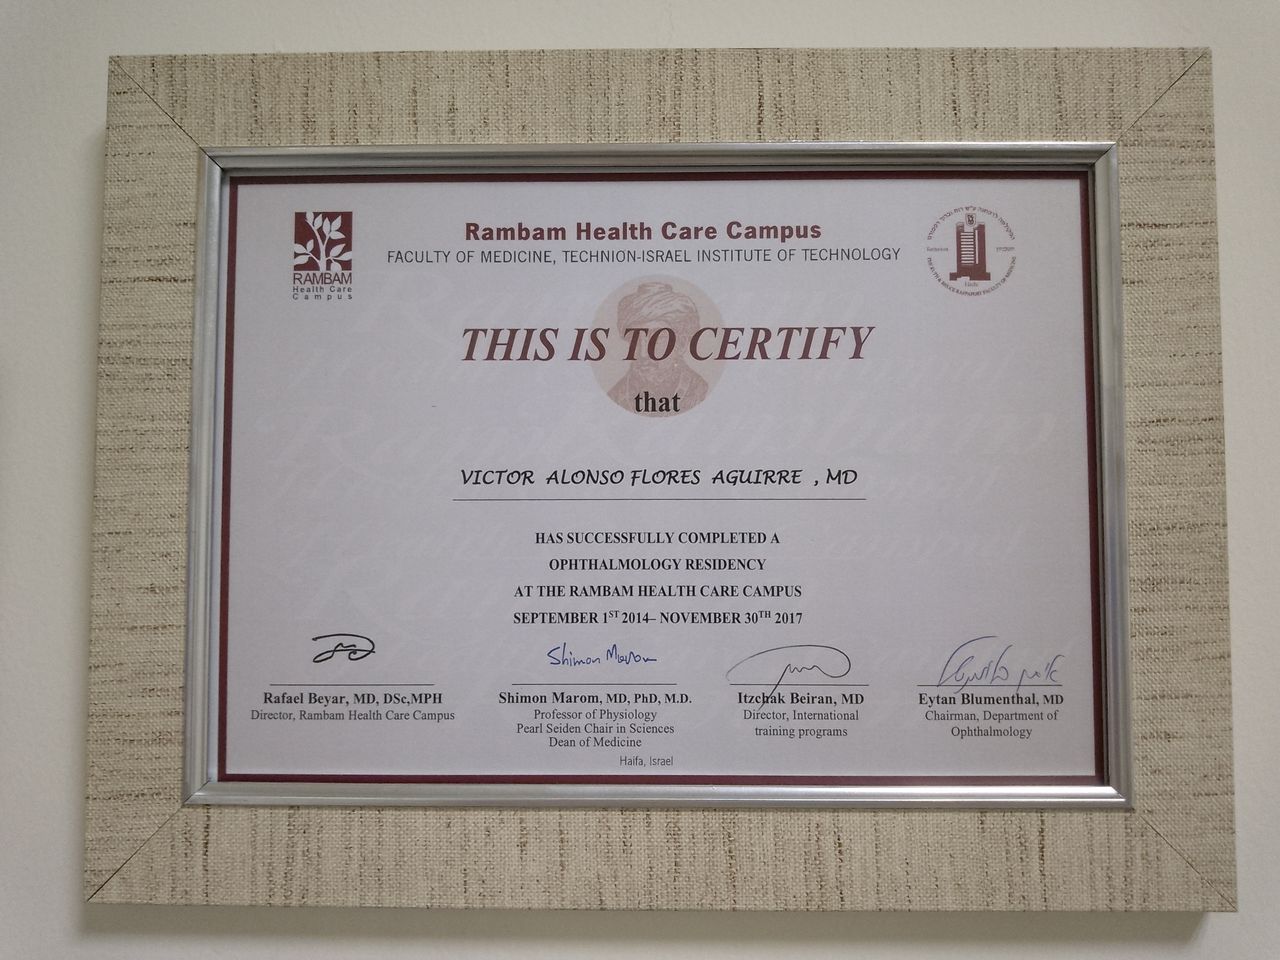 RAMBAM
Health Care
Campus
Rambam Health Care Campus
FACULTY OF MEDICINE, TECHNION-ISRAEL INSTITUTE OF TECHNOLOGY
Technion
Haifa
THIS IS TO CERTIFY
that
VICTOR ALONSO FLORES AGUIRRE , MD
HAS SUCCESSFULLY COMPLETED A
OPHTHALMOLOGY RESIDENCY
AT THE RAMBAM HEALTH CARE CAMPUS
SEPTEMBER 1ST 2014– NOVEMBER 30TH 2017
Shimon Marom
Rafael Beyar, MD, DSc,MPH
Director, Rambam Health Care Campus
Shimon Marom, MD, PhD, M.D.
Professor of Physiology
Pearl Seiden Chair in Sciences
Dean of Medicine
Itzchak Beiran, MD
Director, International
training programs
Eytan Blumenthal, MD
Chairman, Department of
Ophthalmology
Haifa, Israel